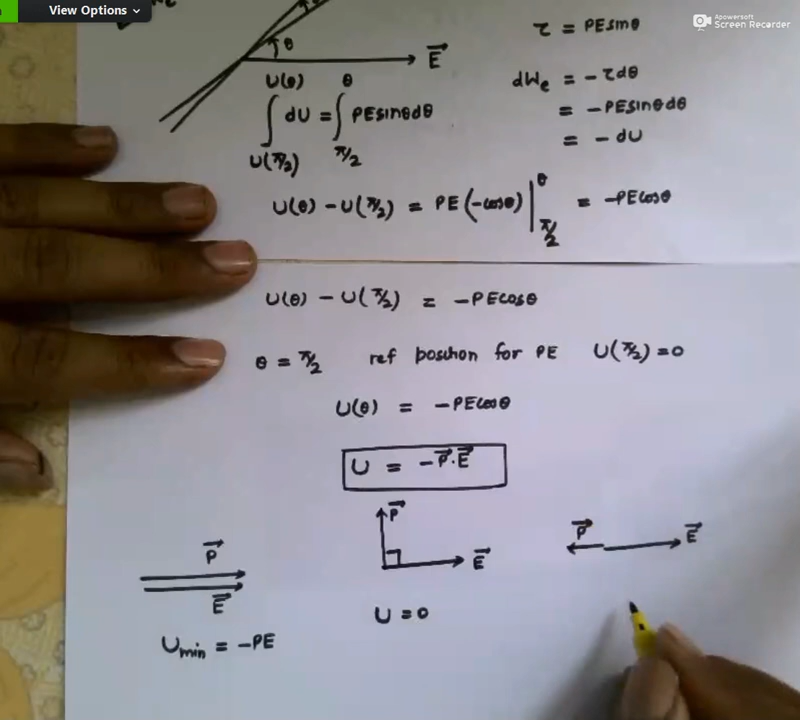 View Options
Apowersoft
Screen Recorder
θ
E⃗
τ = PEsinθ
dWe = -τdθ
= -PEsinθdθ
= -dU
U(θ) θ
∫ dU = ∫ PEsinθdθ
U(π/2) π/2
U(θ) - U(π/2) = PE(-cosθ)|θ π/2 = -PEcosθ
U(θ) - U(π/2) = -PEcosθ
θ = π/2 ref position for PE U(π/2)=0
U(θ) = -PEcosθ
U = -P⃗.E⃗
P⃗
E⃗
Umin = -PE
P⃗
E⃗
U = 0
P⃗ E⃗